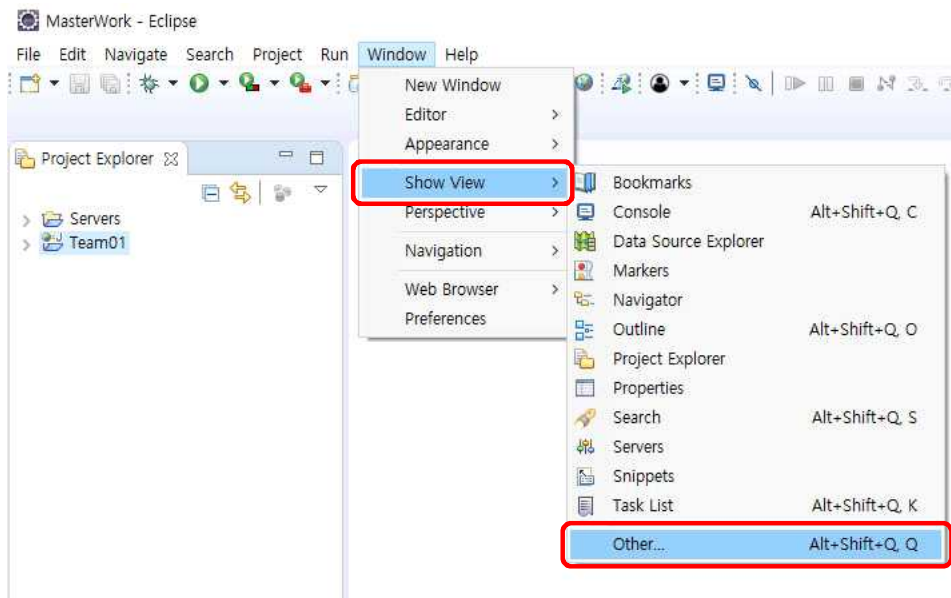 MasterWork - Eclipse
File Edit Navigate Search Project Run Window Help
New Window
Editor
Appearance
Project Explorer
Show View
Bookmarks
Perspective
Console Alt+Shift+Q, C
Servers
Data Source Explorer
Team01
Navigation
Markers
Web Browser
Navigator
Preferences
Outline Alt+Shift+Q, O
Project Explorer
Properties
Search Alt+Shift+Q, S
Servers
Snippets
Task List Alt+Shift+Q, K
Other... Alt+Shift+Q, Q